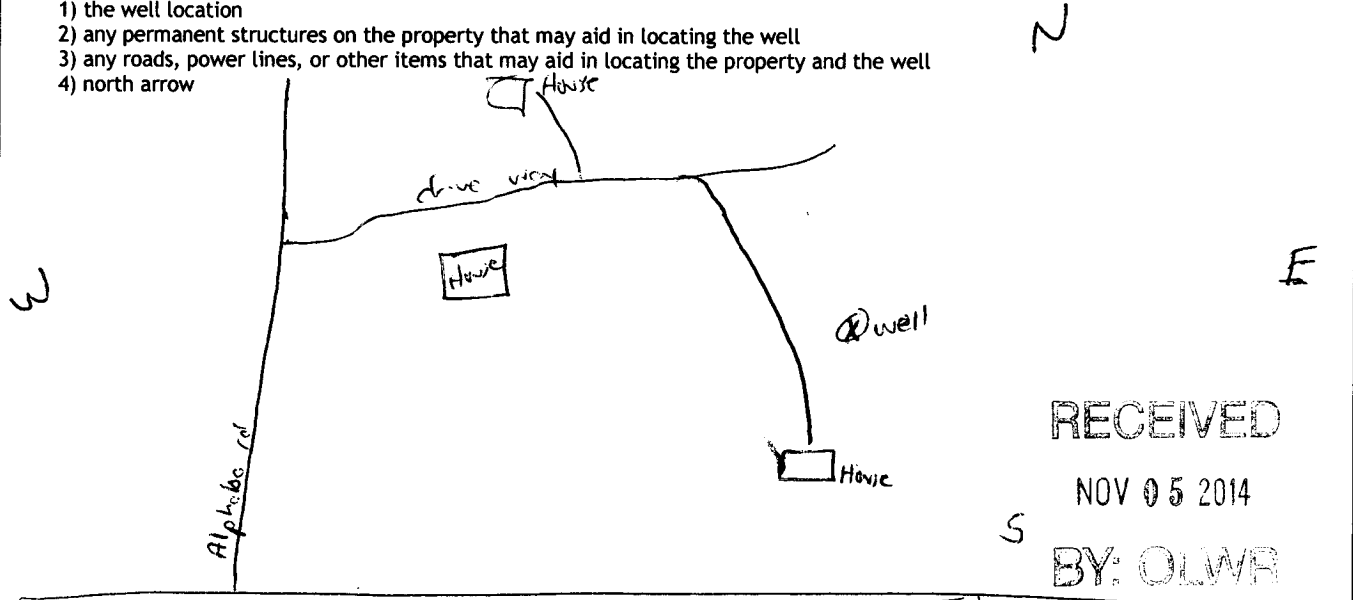 1) the well location
2) any permanent structures on the property that may aid in locating the well
3) any roads, power lines, or other items that may aid in locating the property and the well
4) north arrow
N
House
drive view
House
W
E
well
Alphaba rd
House
S
RECEIVED
NOV 05 2014
BY: OLWR